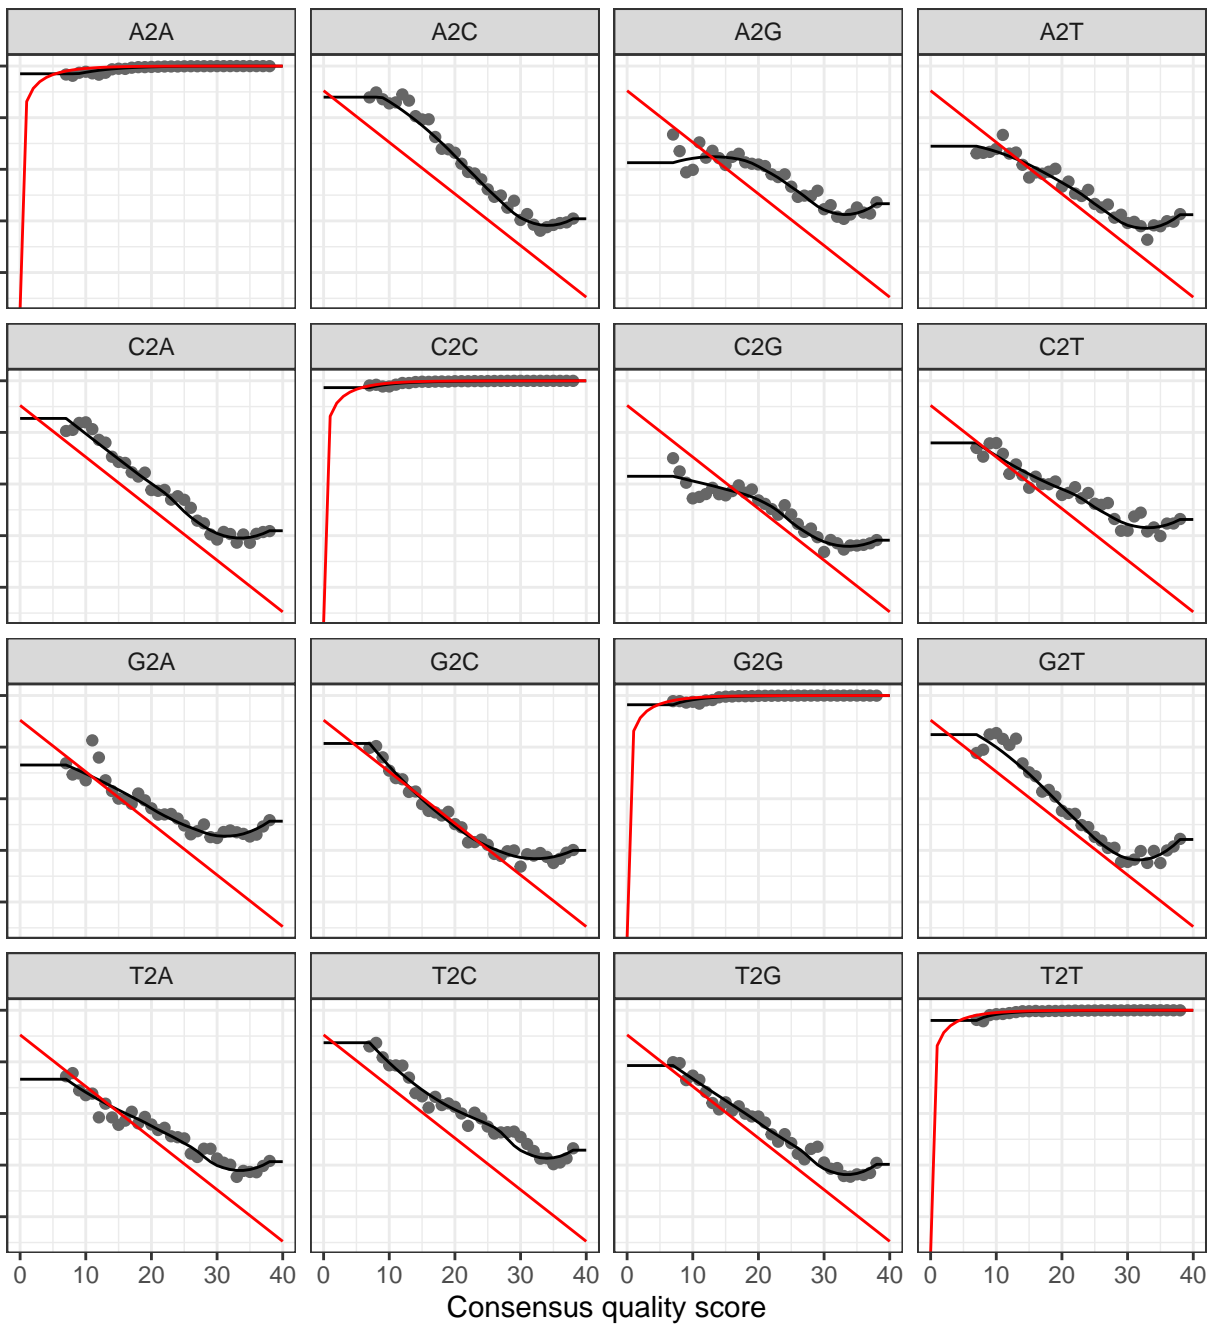 A2A A2C A2G A2T
C2A C2C C2G C2T
G2A G2C G2G G2T
T2A T2C T2G T2T
0 10 20 30 40 0 10 20 30 40 0 10 20 30 40 0 10 20 30 40
Consensus quality score